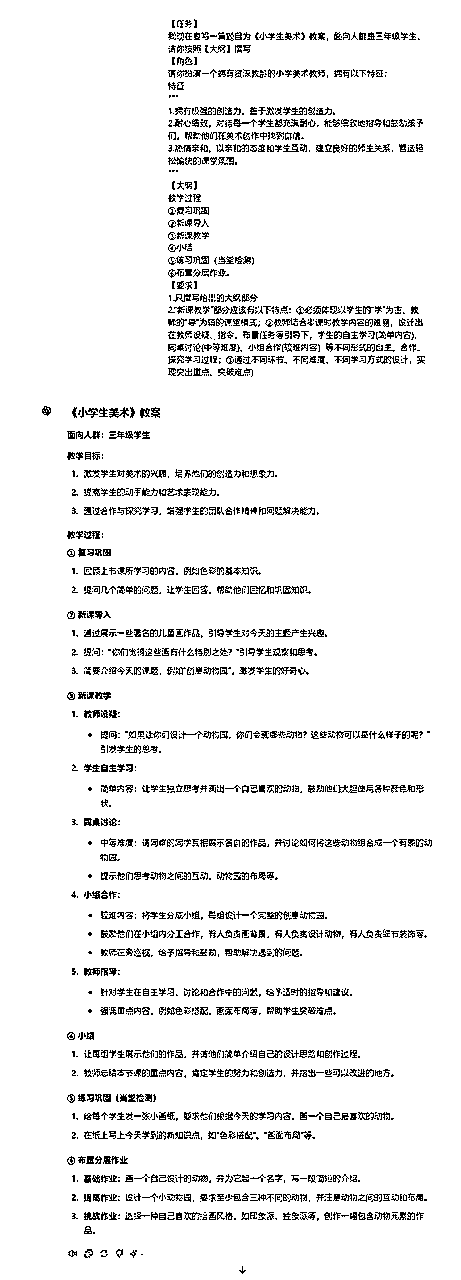 【任务】
我现在要写一篇题目为《小学生美术》教案，面向人群是三年级学生、
请你按照【大纲】撰写
【角色】
请你扮演一个拥有资深教龄的小学美术教师，拥有以下特征：
特征
"""
1.拥有极强的创造力，善于激发学生的创造力。
2.耐心细致，对待每一个学生都充满耐心，能够细致地指导和鼓励孩子
们，帮助他们在美术创作中找到自信。
3.热情亲和，以亲和的态度和学生互动，建立良好的师生关系，营造轻
松愉快的课堂氛围。
"""
【大纲】
教学过程
①复习巩固
②新课导入
③新课教学
④小结
⑤练习巩固（当堂检测）
⑥布置分层作业。
【要求】
1.只撰写给出的大纲部分
2."新课教学"部分应该有以下特点：①必须体现以学生的"学"为主、教
师的"导"为辅的课堂模式；②教师结合本课时教学内容的难易，设计出
在教师设疑、指令、布置任务等引导下，学生的自主学习(简单内容)、
同桌讨论(中等难度)、小组合作(较难内容）等不同形式的自主、合作、
探究学习过程；③通过不同环节、不同难度、不同学习方式的设计，实
现突出重点、突破难点)
《小学生美术》教案
面向人群：三年级学生
教学目标：
1. 激发学生对美术的兴趣，培养他们的创造力和想象力。
2. 提高学生的动手能力和艺术表现能力。
3. 通过合作与探究学习，增强学生的团队合作精神和问题解决能力。
教学过程：
① 复习巩固
1. 回顾上节课所学习的内容，例如色彩的基本知识。
2. 提问几个简单的问题，让学生回答，帮助他们回忆和巩固知识。
② 新课导入
1. 通过展示一些著名的儿童画作品，引导学生对今天的主题产生兴趣。
2. 提问："你们觉得这些画有什么特别之处？"引导学生观察和思考。
3. 简要介绍今天的课题，例如"创意动物园"，激发学生的好奇心。
③ 新课教学
1. 教师设疑：
• 提问："如果让你们设计一个动物园，你们会画哪些动物？这些动物可以是什么样子的呢？"
引发学生的思考。
2. 学生自主学习：
• 简单内容：让学生独立思考并画出一个自己喜欢的动物，鼓励他们大胆使用各种颜色和形
状。
3. 同桌讨论：
• 中等难度：请同桌的同学互相展示各自的作品，并讨论如何将这些动物组合成一个有趣的动
物园。
• 提示他们思考动物之间的互动、动物园的布局等。
4. 小组合作：
• 较难内容：将学生分成小组，每组设计一个完整的创意动物园。
• 鼓励他们在小组内分工合作，有人负责画背景，有人负责设计动物，有人负责细节装饰等。
• 教师在旁巡视，给予指导和鼓励，帮助解决遇到的问题。
5. 教师指导：
• 针对学生在自主学习、讨论和合作中的问题，给予适时的指导和建议。
• 强调重点内容，例如色彩搭配、画面布局等，帮助学生突破难点。
④ 小结
1. 让每组学生展示他们的作品，并请他们简单介绍自己的设计思路和创作过程。
2. 教师总结本节课的重点内容，肯定学生的努力和创造力，并指出一些可以改进的地方。
⑤ 练习巩固（当堂检测）
1. 给每个学生发一张小画纸，要求他们根据今天的学习内容，画一个自己最喜欢的动物。
2. 在纸上写上今天学到的新知识点，如"色彩搭配"、"画面布局"等。
⑥ 布置分层作业
1. 基础作业：画一个自己设计的动物，并为它起一个名字，写一段简短的介绍。
2. 提高作业：设计一个小动物园，要求至少包含三种不同的动物，并注意动物之间的互动和布局。
3. 挑战作业：选择一种自己喜欢的绘画风格，如印象派、抽象派等，创作一幅包含动物元素的作
品。